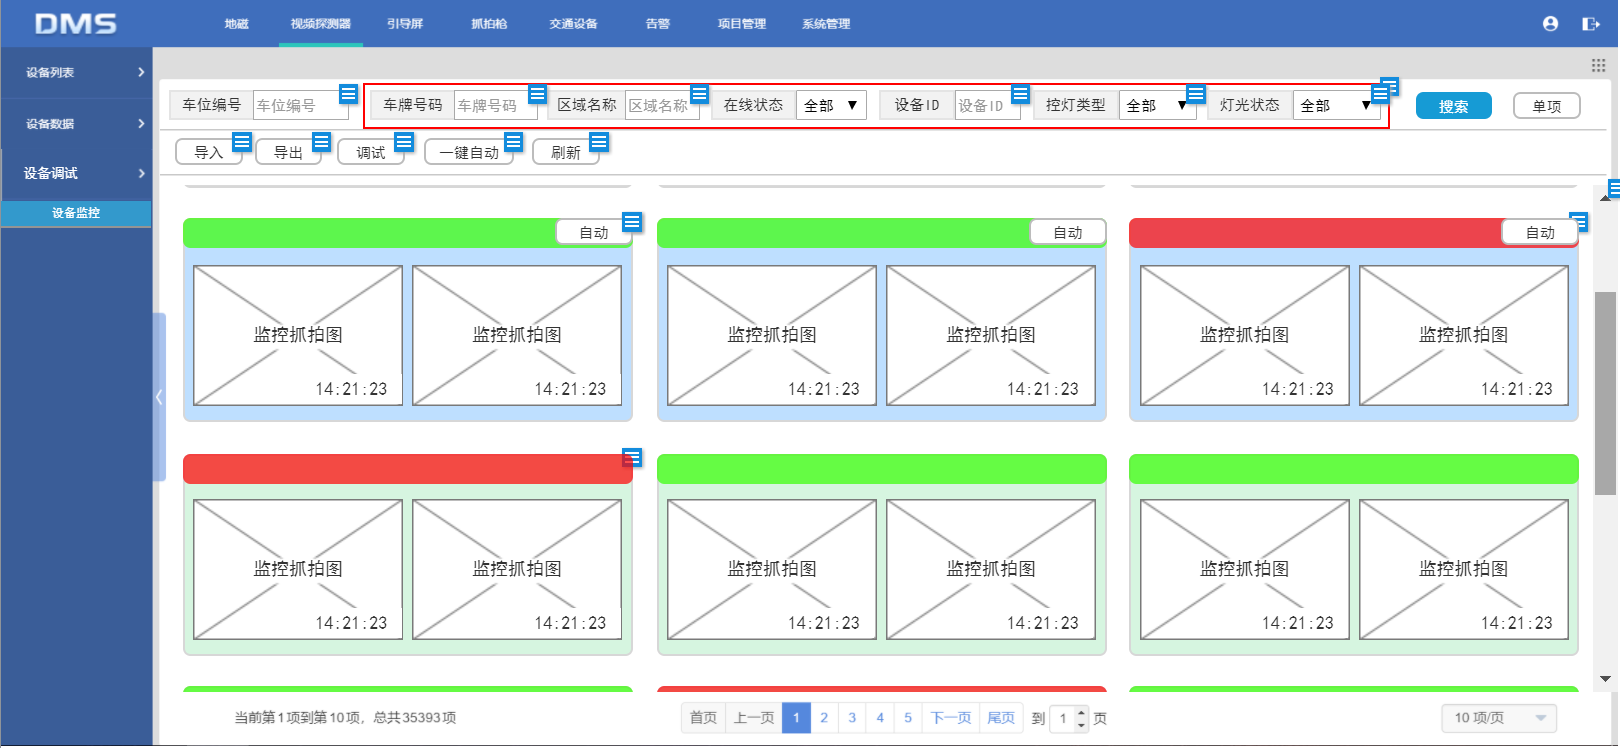 DMS 地磁 视频探测器 引导屏 抓拍枪 交通设备 告警 项目管理 系统管理
设备列表
设备数据
设备调试
设备监控
车位编号 车位编号 车牌号码 车牌号码 区域名称 区域名称 在线状态 全部 ▼ 设备ID 设备ID 控灯类型 全部 ▼ 灯光状态 全部 ▼ 搜索 单项
导入 导出 调试 一键自动 刷新
自动 自动 自动
监控抓拍图 监控抓拍图 监控抓拍图 监控抓拍图 监控抓拍图 监控抓拍图
14:21:23 14:21:23 14:21:23 14:21:23 14:21:23 14:21:23
监控抓拍图 监控抓拍图 监控抓拍图 监控抓拍图 监控抓拍图 监控抓拍图
14:21:23 14:21:23 14:21:23 14:21:23 14:21:23 14:21:23
当前第1项到第10项，总共35393项 首页 上一页 1 2 3 4 5 下一页 尾页 到 1 页 10 项/页